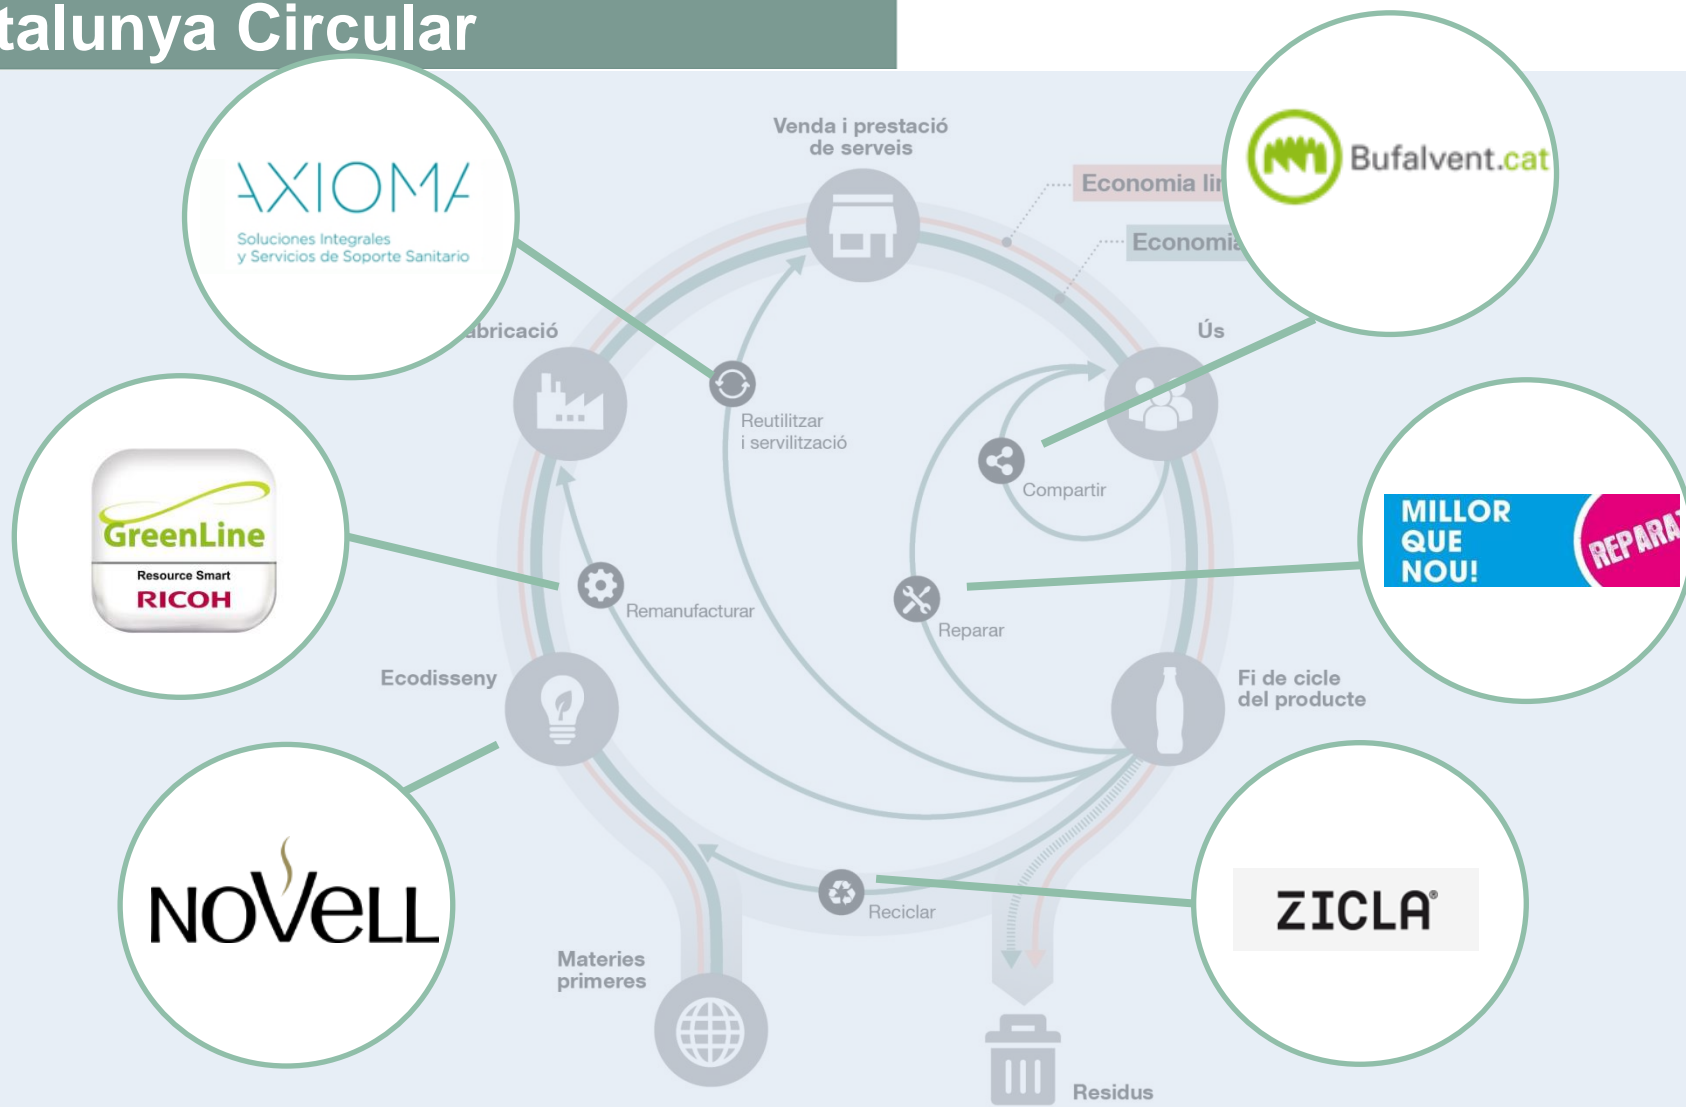 talunya Circular
AXIOMA
Soluciones Integrales
y Servicios de Soporte Sanitario
Venda i prestació
de serveis
Economia
Economia
Bufalvent.cat
bricació
Ús
Reutilitzar
i servilització
Compartir
GreenLine
Resource Smart
RICOH
MILLOR
QUE
NOU!
REPARA
Remanufacturar
Reparar
Ecodisseny
Fi de cicle
del producte
NOVELL
ZICLA®
Reciclar
Materies
primeres
Residus